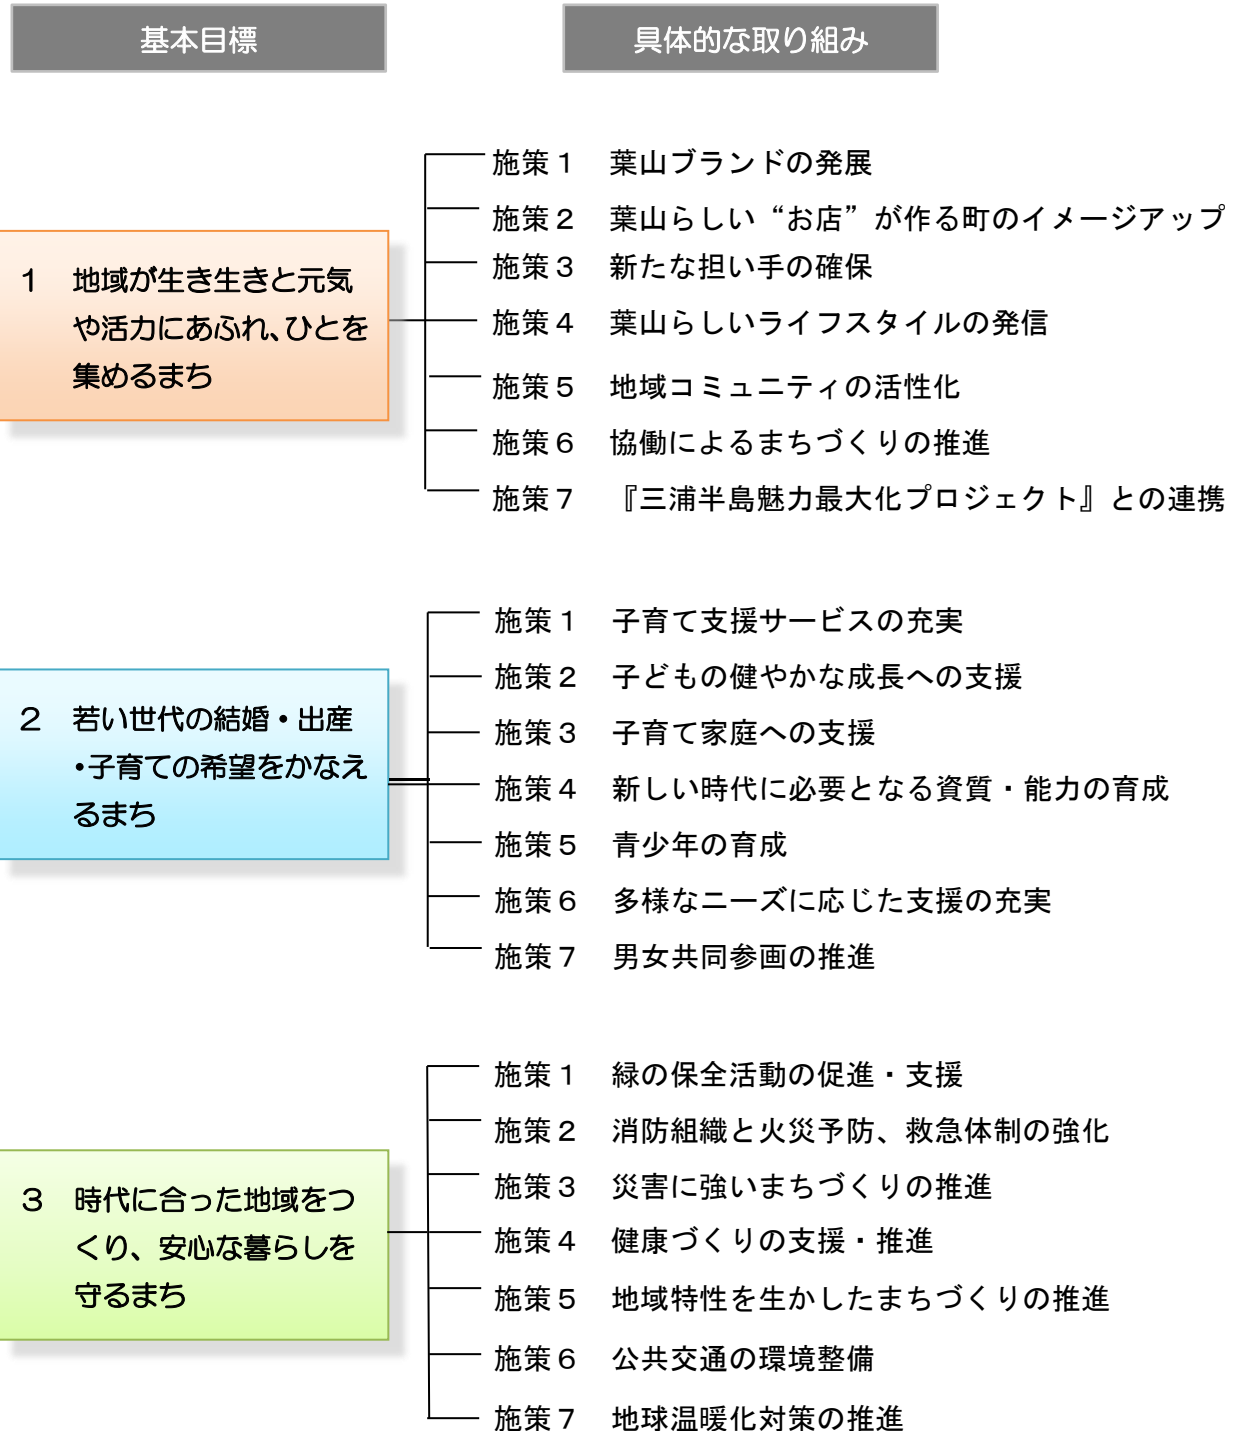 基本目標
具体的な取り組み
1 地域が生き生きと元気
や活力にあふれ、ひとを
集めるまち
施策１ 葉山ブランドの発展
施策２ 葉山らしい“お店”が作る町のイメージアップ
施策３ 新たな担い手の確保
施策４ 葉山らしいライフスタイルの発信
施策５ 地域コミュニティの活性化
施策６ 協働によるまちづくりの推進
施策７ 『三浦半島魅力最大化プロジェクト』との連携
２ 若い世代の結婚・出産
・子育ての希望をかなえ
るまち
施策１ 子育て支援サービスの充実
施策２ 子どもの健やかな成長への支援
施策３ 子育て家庭への支援
施策４ 新しい時代に必要となる資質・能力の育成
施策５ 青少年の育成
施策６ 多様なニーズに応じた支援の充実
施策７ 男女共同参画の推進
３ 時代に合った地域をつ
くり、安心な暮らしを
守るまち
施策１ 緑の保全活動の促進・支援
施策２ 消防組織と火災予防、救急体制の強化
施策３ 災害に強いまちづくりの推進
施策４ 健康づくりの支援・推進
施策５ 地域特性を生かしたまちづくりの推進
施策６ 公共交通の環境整備
施策７ 地球温暖化対策の推進